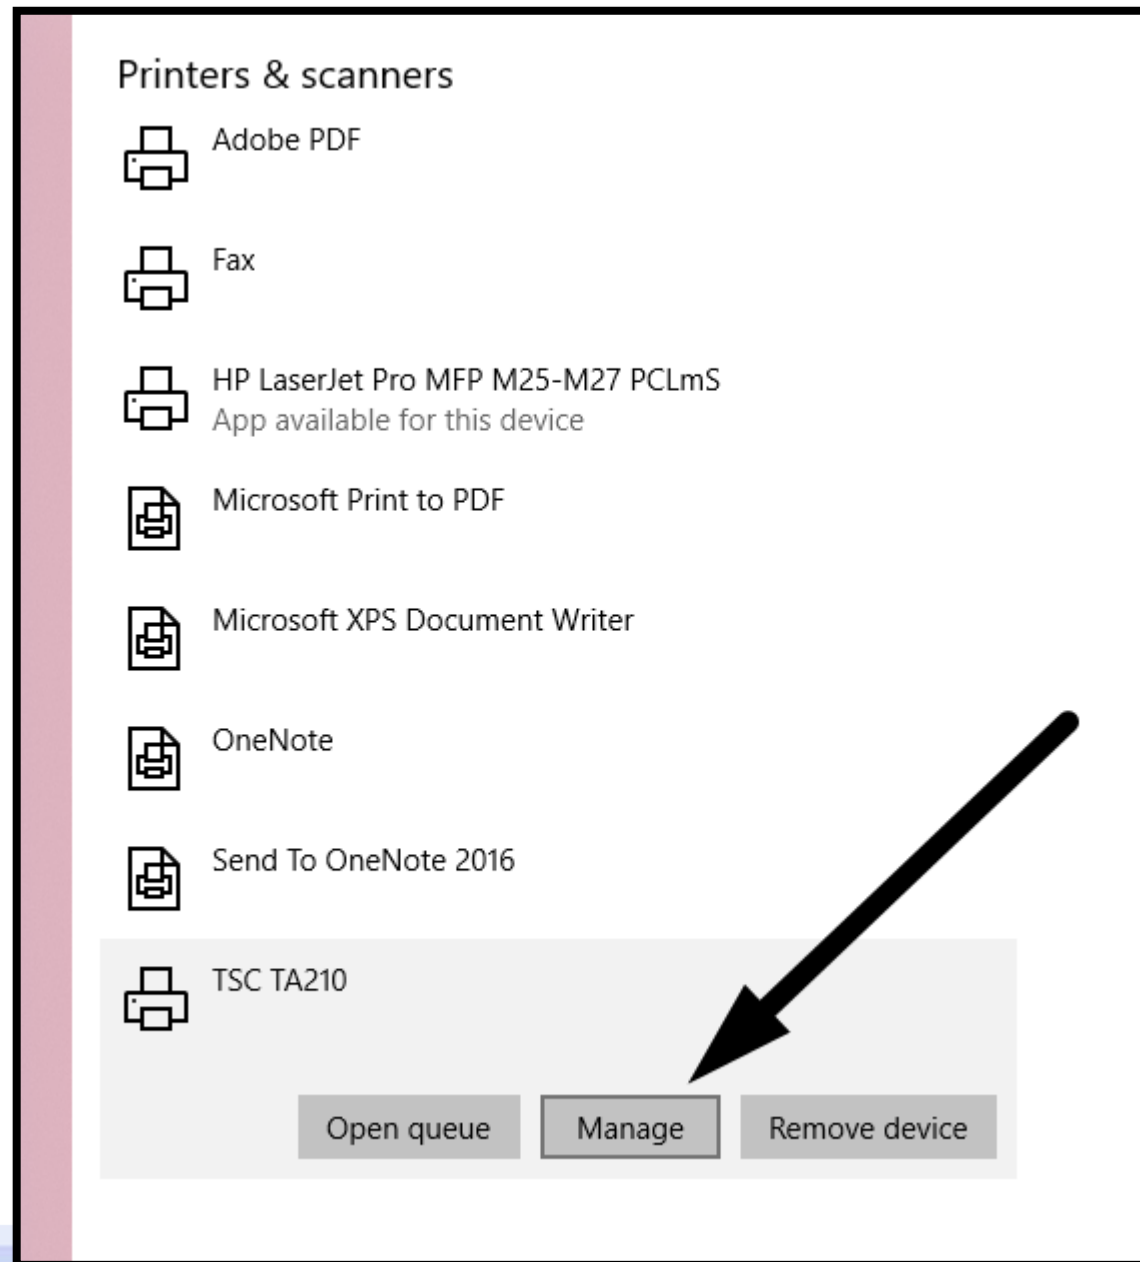 Printers & scanners
Adobe PDF
Fax
HP LaserJet Pro MFP M25-M27 PCLmS
App available for this device
Microsoft Print to PDF
Microsoft XPS Document Writer
OneNote
Send To OneNote 2016
TSC TA210
Open queue Manage Remove device